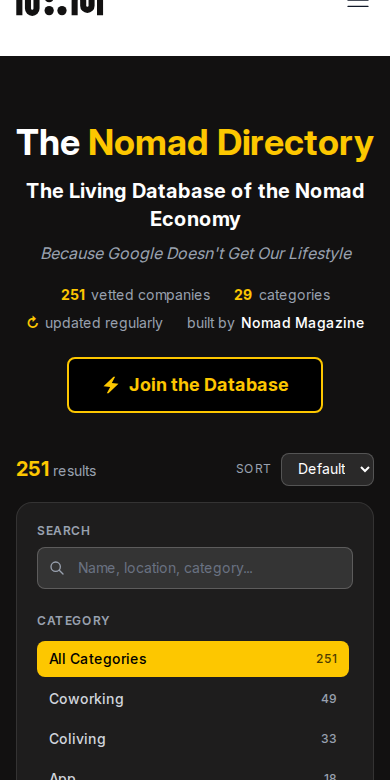 The Nomad Directory
The Living Database of the Nomad
Economy
Because Google Doesn't Get Our Lifestyle
251 vetted companies 29 categories
↻ updated regularly built by Nomad Magazine
⚡ Join the Database
251 results SORT Default
SEARCH
Name, location, category...
CATEGORY
All Categories 251
Coworking 49
Coliving 33
App 18